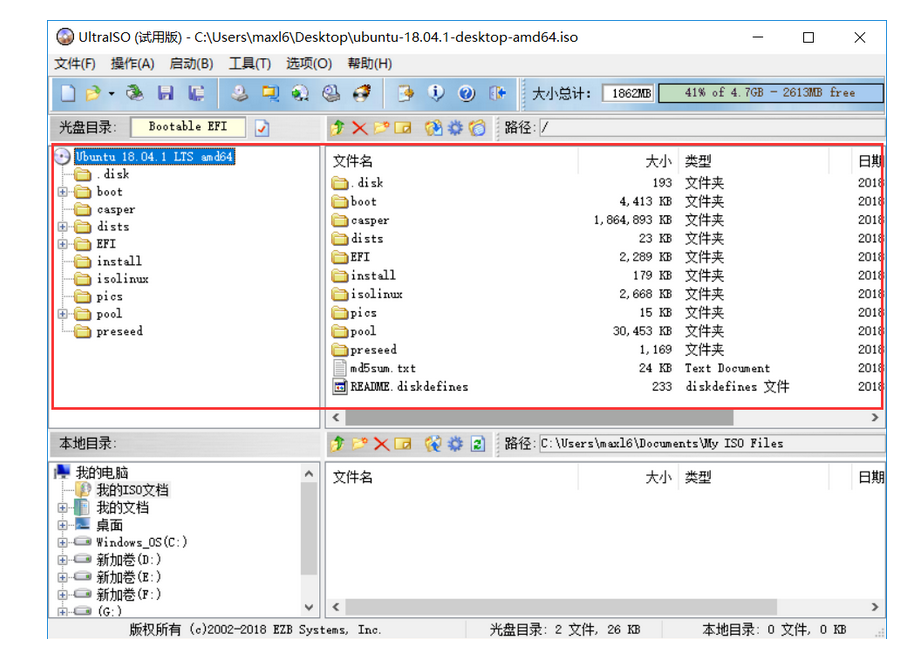 UltraISO (试用版) - C:\Users\maxl6\Desktop\ubuntu-18.04.1-desktop-amd64.iso
文件(F) 操作(A) 启动(B) 工具(T) 选项(O) 帮助(H)
大小总计: 1862MB 41% of 4.7GB - 2613MB free
光盘目录: Bootable EFI 路径: /
Ubuntu 18.04.1 LTS amd64
.disk
boot
casper
dists
EFI
install
isolinux
pics
pool
preseed
文件名 大小 类型 日期
.disk 193 文件夹 2018
boot 4,413 KB 文件夹 2018
casper 1,864,893 KB 文件夹 2018
dists 23 KB 文件夹 2018
EFI 2,289 KB 文件夹 2018
install 179 KB 文件夹 2018
isolinux 2,668 KB 文件夹 2018
pics 15 KB 文件夹 2018
pool 30,453 KB 文件夹 2018
preseed 1,169 文件夹 2018
md5sum.txt 24 KB Text Document 2018
README.diskdefines 233 diskdefines 文件 2018
本地目录: 路径: C:\Users\maxl6\Documents\My ISO Files
我的电脑
我的ISO文档
我的文档
桌面
Windows_OS(C:)
新加卷(D:)
新加卷(E:)
新加卷(F:)
(G:)
文件名 大小 类型 日期
版权所有 (c)2002-2018 EZB Systems, Inc. 光盘目录: 2 文件, 26 KB 本地目录: 0 文件, 0 KB